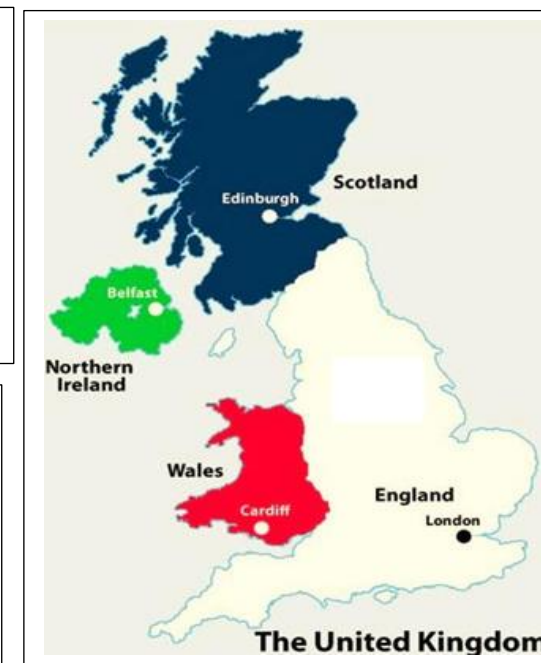 Edinburgh
Scotland
Belfast
Northern
Ireland
Wales
Cardiff
England
London
The United Kingdom